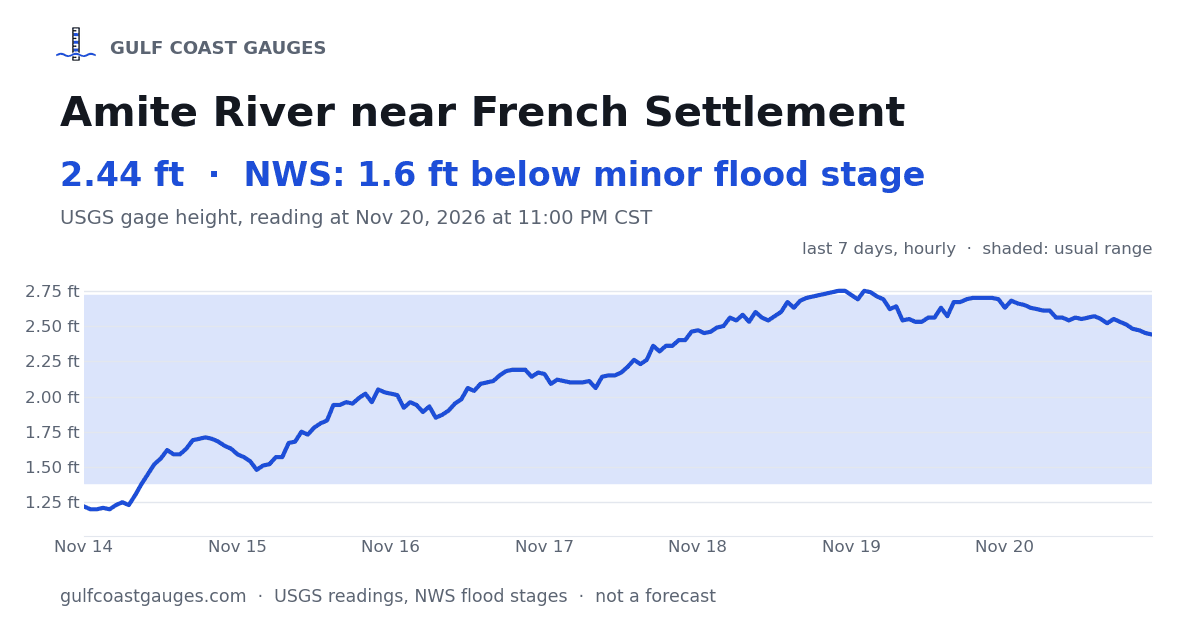 GULF COAST GAUGES
Amite River near French Settlement
2.44 ft · NWS: 1.6 ft below minor flood stage
USGS gage height, reading at Nov 20, 2026 at 11:00 PM CST
last 7 days, hourly · shaded: usual range
2.75 ft
2.50 ft
2.25 ft
2.00 ft
1.75 ft
1.50 ft
1.25 ft
Nov 14 Nov 15 Nov 16 Nov 17 Nov 18 Nov 19 Nov 20
gulfcoastgauges.com · USGS readings, NWS flood stages · not a forecast